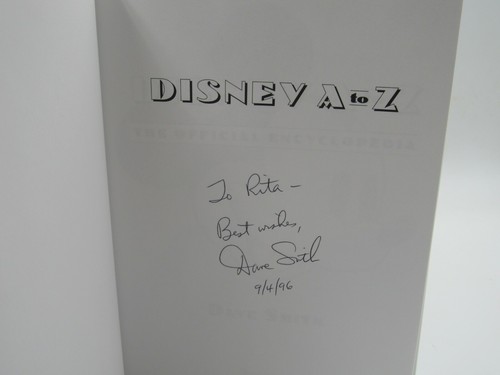 DISNEY A to Z
To Rita -
Best wishes,
Dave Smith
9/4/96